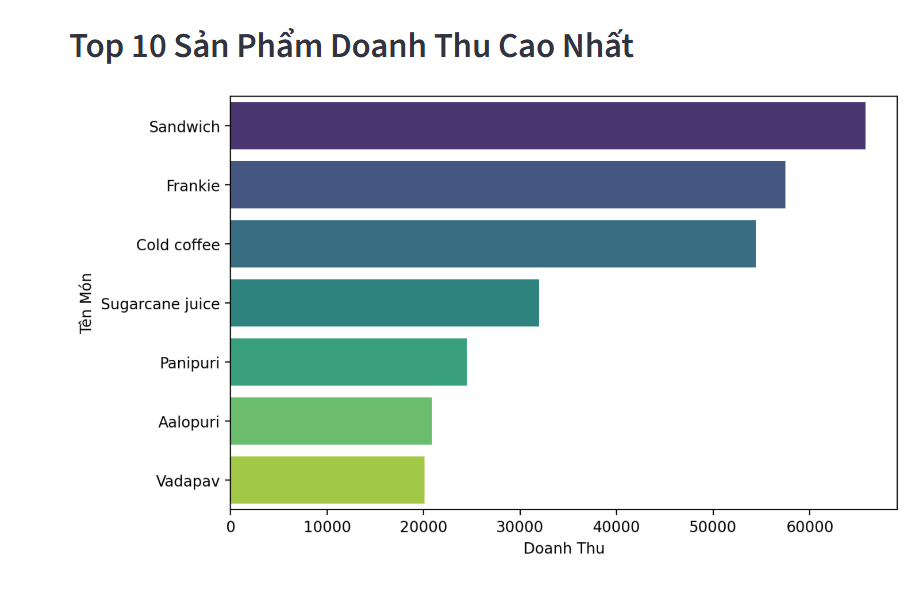 Top 10 Sản Phẩm Doanh Thu Cao Nhất
Tên Món
Sandwich
Frankie
Cold coffee
Sugarcane juice
Panipuri
Aalopuri
Vadapav
0 10000 20000 30000 40000 50000 60000
Doanh Thu